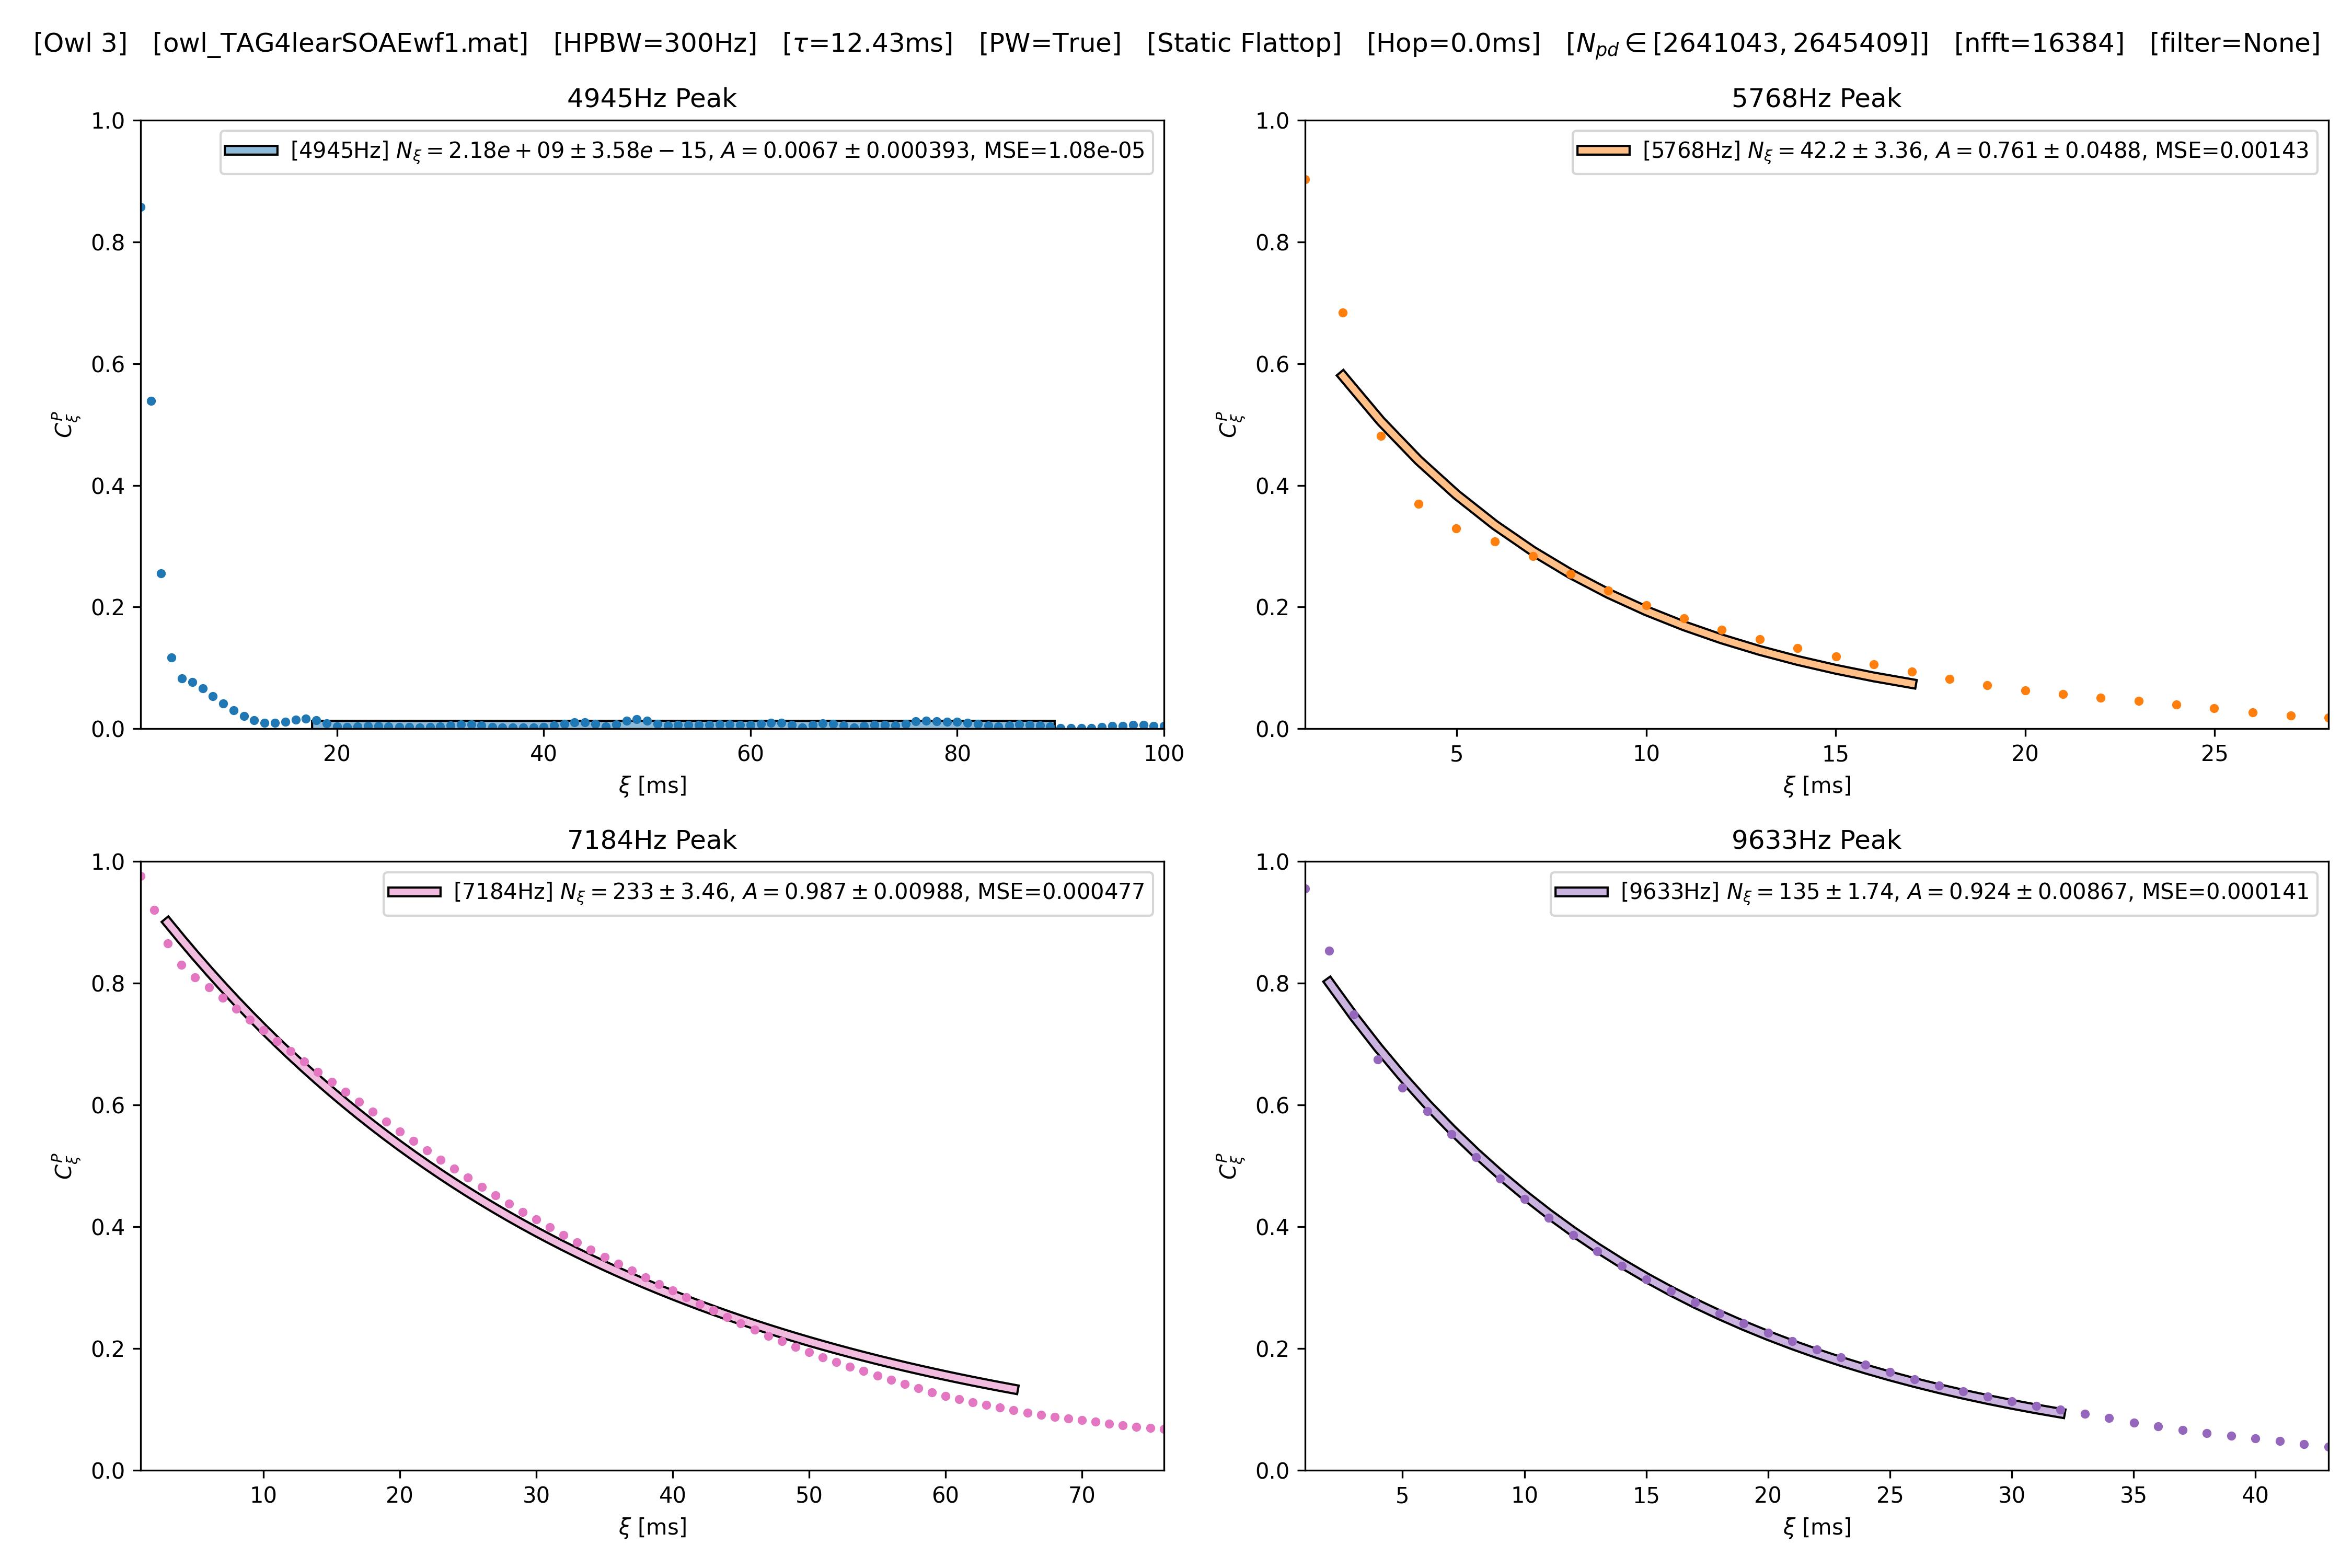 [Owl 3] [owl_TAG4learSOAEwf1.mat] [HPBW=300Hz] [τ=12.43ms] [PW=True] [Static Flattop] [Hop=0.0ms] [N_pd ∈ [2641043, 2645409]] [nfft=16384] [filter=None]
4945Hz Peak
[4945Hz] N_ξ = 2.18e + 09 ± 3.58e − 15, A = 0.0067 ± 0.000393, MSE=1.08e-05
1.0
0.8
0.6
0.4
0.2
0.0
C_ξ^P
20 40 60 80 100
ξ [ms]
5768Hz Peak
[5768Hz] N_ξ = 42.2 ± 3.36, A = 0.761 ± 0.0488, MSE=0.00143
1.0
0.8
0.6
0.4
0.2
0.0
C_ξ^P
5 10 15 20 25
ξ [ms]
7184Hz Peak
[7184Hz] N_ξ = 233 ± 3.46, A = 0.987 ± 0.00988, MSE=0.000477
1.0
0.8
0.6
0.4
0.2
0.0
C_ξ^P
10 20 30 40 50 60 70
ξ [ms]
9633Hz Peak
[9633Hz] N_ξ = 135 ± 1.74, A = 0.924 ± 0.00867, MSE=0.000141
1.0
0.8
0.6
0.4
0.2
0.0
C_ξ^P
5 10 15 20 25 30 35 40
ξ [ms]